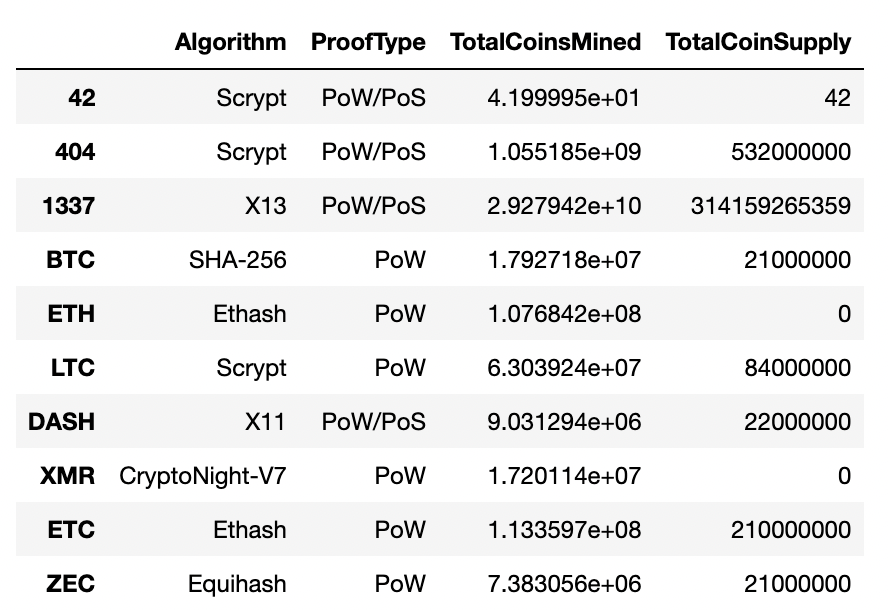 Algorithm ProofType TotalCoinsMined TotalCoinSupply
42 Scrypt PoW/PoS 4.199995e+01 42
404 Scrypt PoW/PoS 1.055185e+09 532000000
1337 X13 PoW/PoS 2.927942e+10 314159265359
BTC SHA-256 PoW 1.792718e+07 21000000
ETH Ethash PoW 1.076842e+08 0
LTC Scrypt PoW 6.303924e+07 84000000
DASH X11 PoW/PoS 9.031294e+06 22000000
XMR CryptoNight-V7 PoW 1.720114e+07 0
ETC Ethash PoW 1.133597e+08 210000000
ZEC Equihash PoW 7.383056e+06 21000000